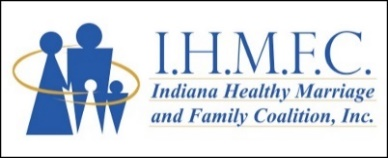 I.H.M.F.C.
Indiana Healthy Marriage
and Family Coalition, Inc.